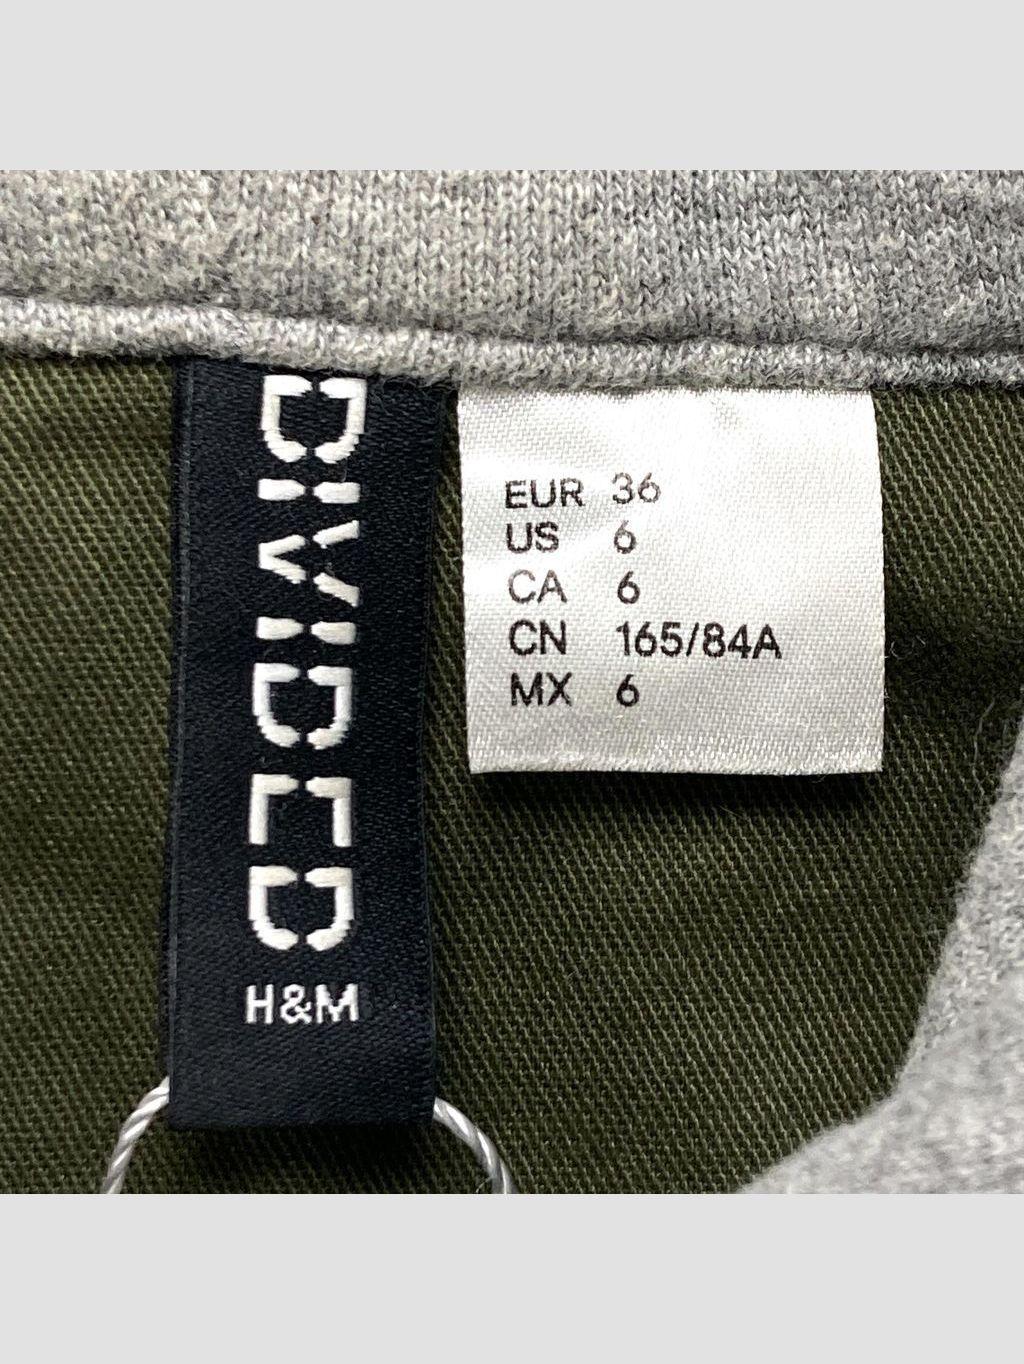 DIVIDED
H&M
EUR 36
US 6
CA 6
CN 165/84A
MX 6